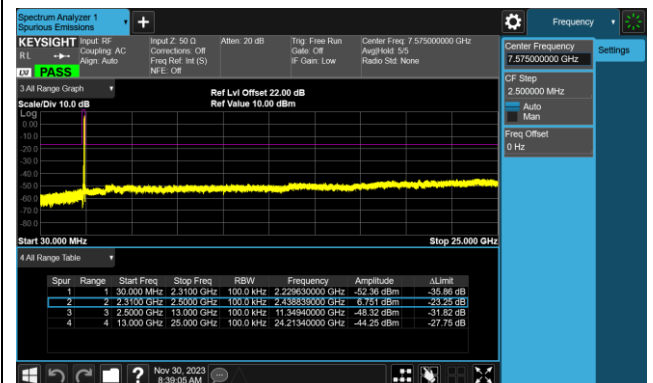 Spectrum Analyzer 1
Spurious Emissions
Frequency
KEYSIGHT Input: RF Input Z: 50 Ω Atten: 20 dB Trig: Free Run Center Freq: 7.575000000 GHz
RL Coupling: AC Corrections: Off Gate: Off Avg|Hold: 5/5
Align: Auto Freq Ref: Int (S) IF Gain: Low Radio Std: None
NFE: Off
LXI PASS
Center Frequency
7.575000000 GHz
Settings
CF Step
2.500000 MHz
Auto
Man
Freq Offset
0 Hz
3 All Range Graph
Ref Lvl Offset 22.00 dB
Scale/Div 10.0 dB Ref Value 10.00 dBm
Log
0.00
-10.0
-20.0
-30.0
-40.0
-50.0
-60.0
-70.0
-80.0
Start 30.000 MHz Stop 25.000 GHz
4 All Range Table
Spur Range Start Freq Stop Freq RBW Frequency Amplitude ΔLimit
1 1 30.000 MHz 2.3100 GHz 100.0 kHz 2.229630000 GHz -52.36 dBm -35.86 dB
2 2 2.3100 GHz 2.5000 GHz 100.0 kHz 2.438839000 GHz 6.751 dBm -23.25 dB
3 3 2.5000 GHz 13.000 GHz 100.0 kHz 11.34940000 GHz -48.32 dBm -31.82 dB
4 4 13.000 GHz 25.000 GHz 100.0 kHz 24.21340000 GHz -44.25 dBm -27.75 dB
Nov 30, 2023
8:39:05 AM